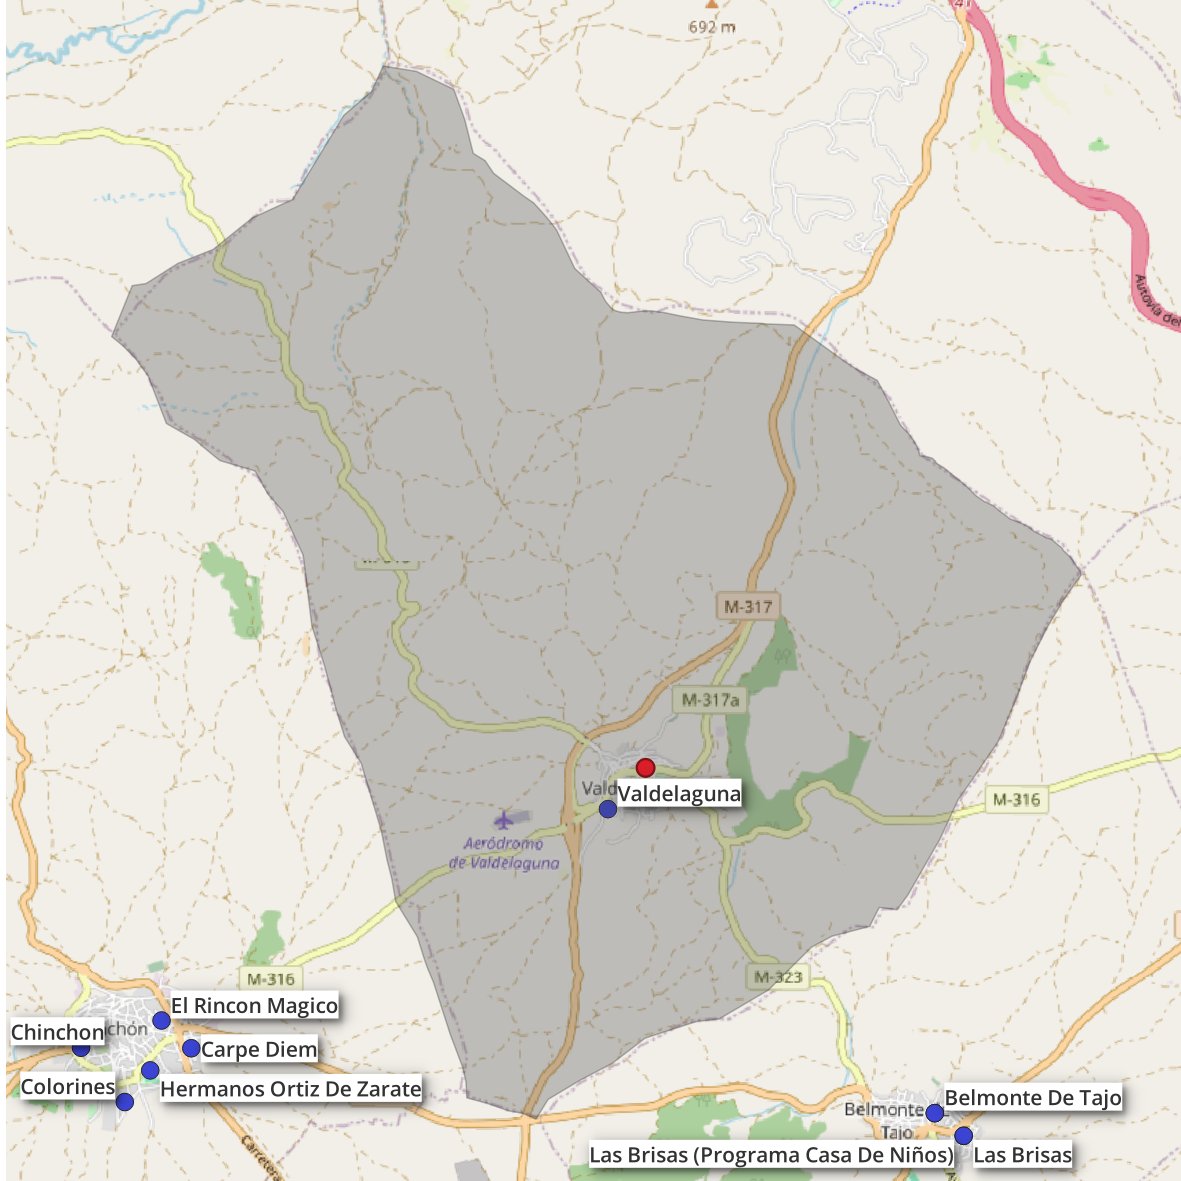 41
692 m
Autovía del
M-317
M-317a
Valdelaguna
M-316
Aeródromo
de Valdelaguna
M-316
M-323
El Rincon Magico
Chinchon
chón
Carpe Diem
Colorines
Hermanos Ortiz De Zarate
Belmonte
Tajo
Belmonte De Tajo
Las Brisas (Programa Casa De Niños)
Las Brisas